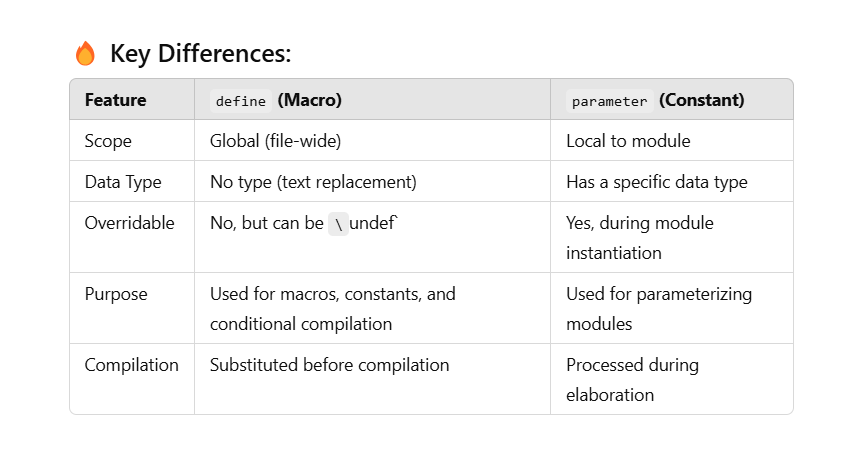 🔥 Key Differences:
Feature define (Macro) parameter (Constant)
Scope Global (file-wide) Local to module
Data Type No type (text replacement) Has a specific data type
Overridable No, but can be \ undef` Yes, during module
instantiation
Purpose Used for macros, constants, and Used for parameterizing
conditional compilation modules
Compilation Substituted before compilation Processed during
elaboration